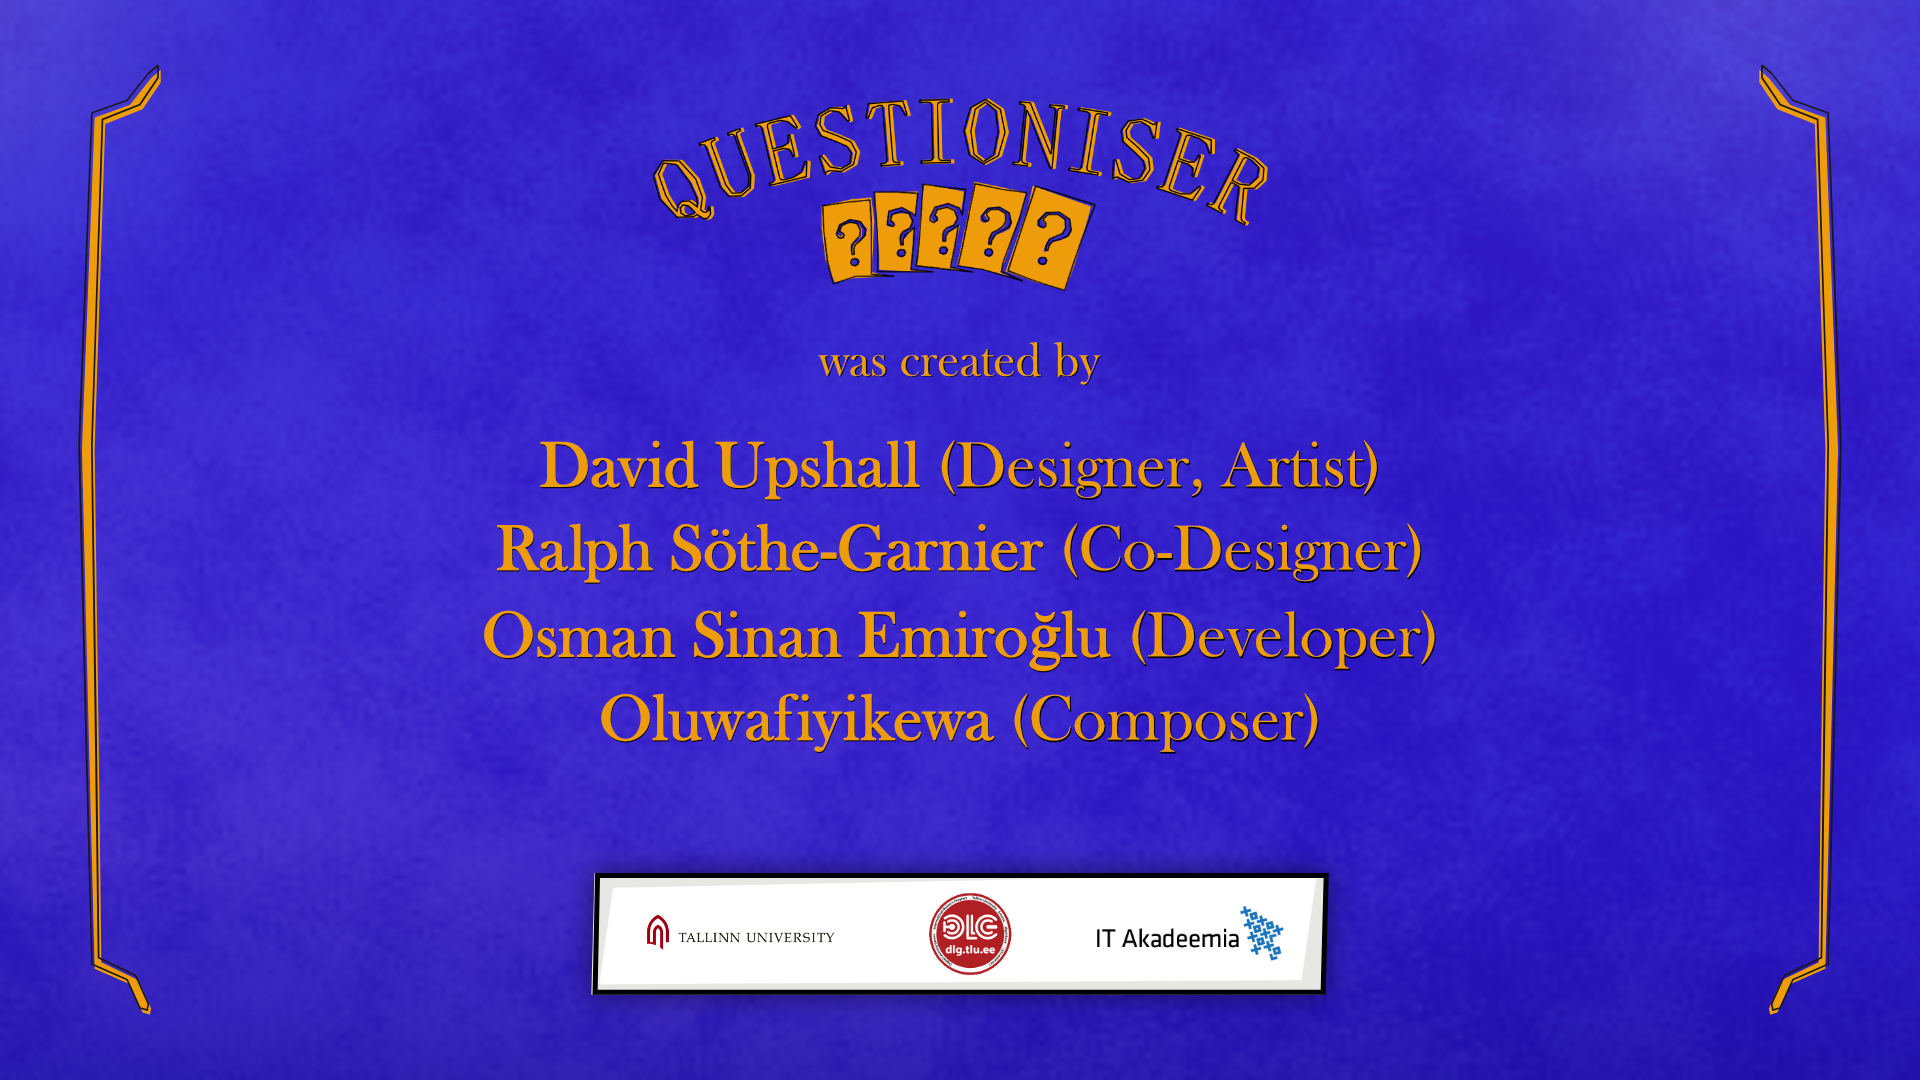 QUESTIONISER
? ? ? ? ?
was created by
David Upshall (Designer, Artist)
Ralph Söthe-Garnier (Co-Designer)
Osman Sinan Emiroğlu (Developer)
Oluwafiyikewa (Composer)
TALLINN UNIVERSITY
DLG
dlg.tlu.ee
IT Akadeemia